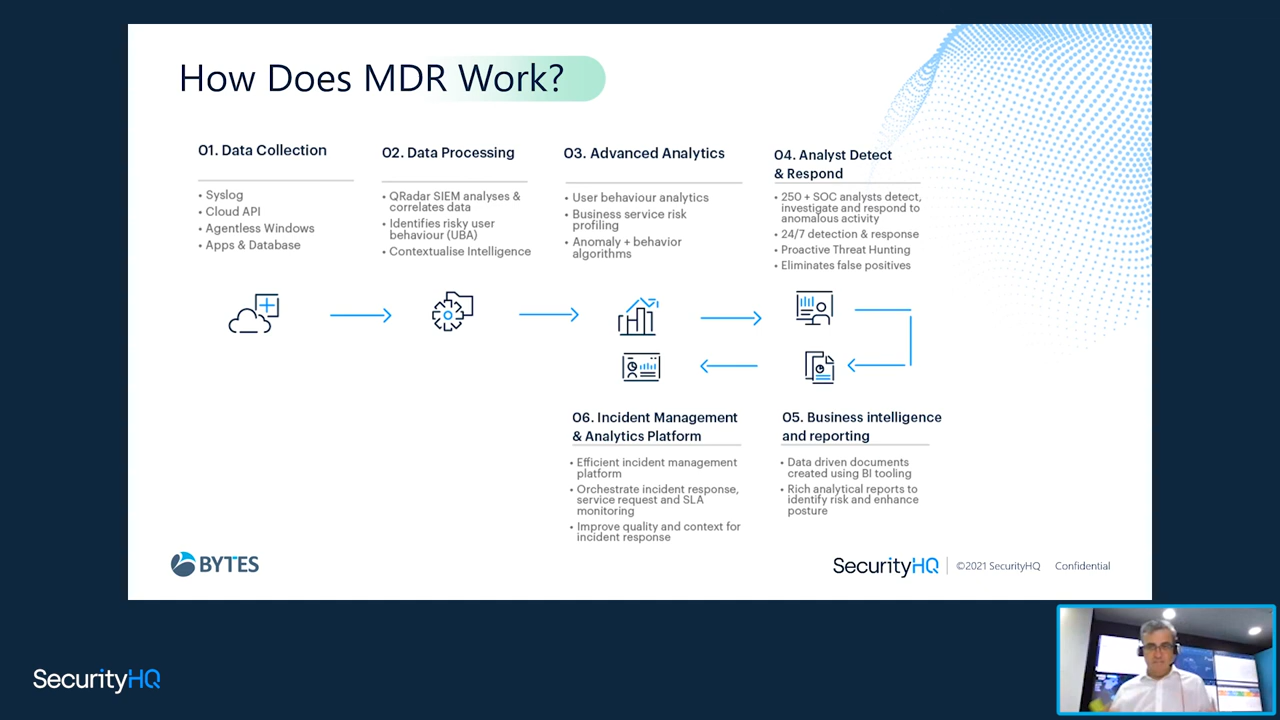 How Does MDR Work?
01. Data Collection
• Syslog
• Cloud API
• Agentless Windows
• Apps & Database
02. Data Processing
• QRadar SIEM analyses &
correlates data
• Identifies risky user
behaviour (UBA)
• Contextualise Intelligence
03. Advanced Analytics
• User behaviour analytics
• Business service risk
profiling
• Anomaly + behavior
algorithms
04. Analyst Detect
& Respond
• 250 + SOC analysts detect,
investigate and respond to
anomalous activity
• 24/7 detection & response
• Proactive Threat Hunting
• Eliminates false positives
05. Business intelligence
and reporting
• Data driven documents
created using BI tooling
• Rich analytical reports to
identify risk and enhance
posture
06. Incident Management
& Analytics Platform
• Efficient incident management
platform
• Orchestrate incident response,
service request and SLA
monitoring
• Improve quality and context for
incident response
BYTES
SecurityHQ
©2021 SecurityHQ Confidential
SecurityHQ